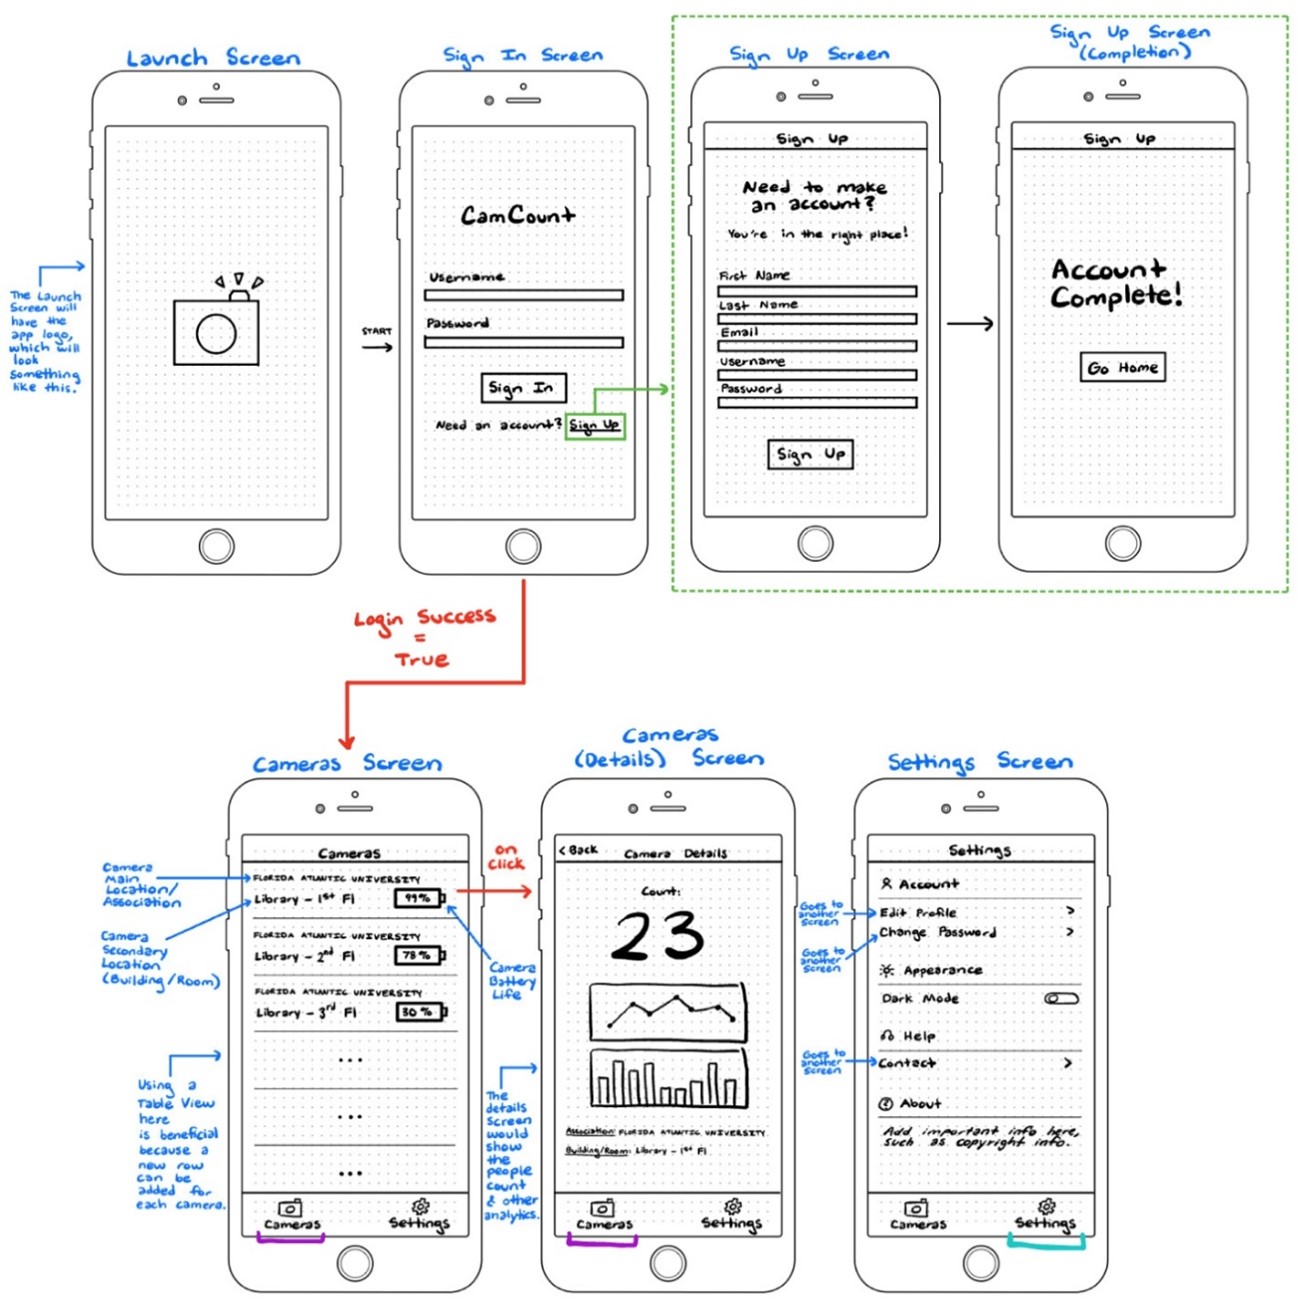 Launch Screen
The Launch
Screen will
have the
app logo,
which will
look
something
like this.
START
Sign In Screen
CamCount
Username
Password
Sign In
Need an account? Sign Up
Sign Up Screen
Sign Up
Need to make
an account?
You're in the right place!
First Name
Last Name
Email
Username
Password
Sign Up
Sign Up Screen
(Completion)
Sign Up
Account
Complete!
Go Home
Login Success
=
True
Cameras Screen
Camera
Main
Location/
Association
Camera
Secondary
Location
(Building/Room)
Using a
Table View
here
is beneficial
because a
new row
can be
added for
each camera.
Cameras
FLORIDA ATLANTIC UNIVERSITY
Library - 1st Fl 99%
FLORIDA ATLANTIC UNIVERSITY
Library - 2nd Fl 78%
FLORIDA ATLANTIC UNIVERSITY
Library - 3rd Fl 30%
...
...
...
Cameras Settings
on
Click
Camera
Battery
Life
The
details
screen
would
show
the
people
count
& other
analytics.
Cameras
(Details) Screen
< Back Camera Details
Count:
23
Association: FLORIDA ATLANTIC UNIVERSITY
Building/Room: Library - 1st Fl
Cameras Settings
Settings Screen
Goes to
another
screen
Goes to
another
screen
Goes to
another
screen
Settings
Account
Edit Profile >
Change Password >
Appearance
Dark Mode
Help
Contact >
About
Add important info here,
such as copyright info.
Cameras Settings